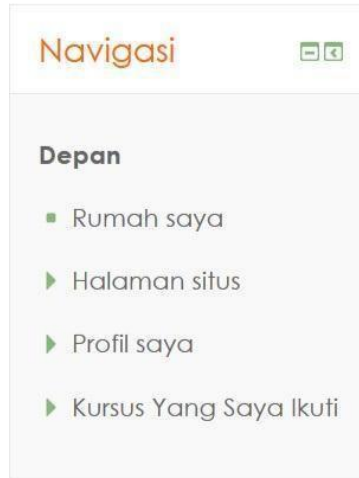 Navigasi
Depan
Rumah saya
Halaman situs
Profil saya
Kursus Yang Saya Ikuti